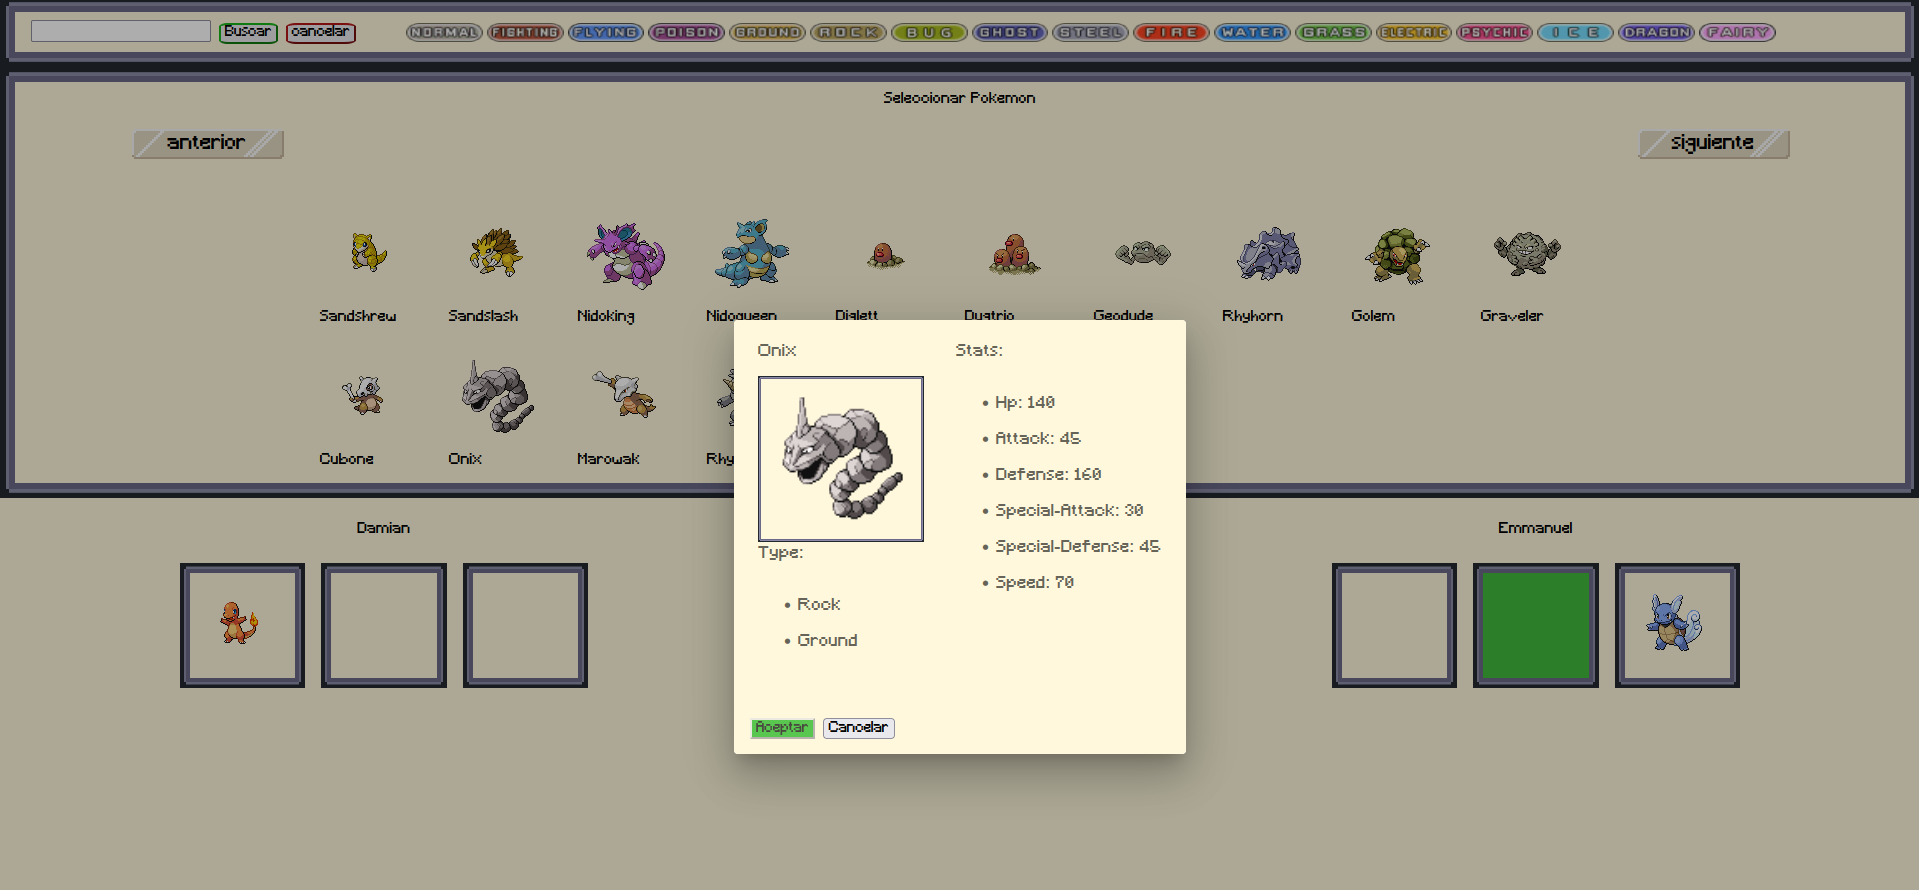 Buscar cancelar NORMAL FIGHTING FLYING POISON GROUND ROCK BUG GHOST STEEL FIRE WATER GRASS ELECTRIC PSYCHIC ICE DRAGON FAIRY
Seleccionar Pokemon
anterior siguiente
Sandshrew Sandslash Nidoking Nidoqueen Diglett Dugtrio Geodude Rhyhorn Golem Graveler
Cubone Onix Marowak Rhy
Onix
Type:
• Rock
• Ground
Stats:
• Hp: 140
• Attack: 45
• Defense: 160
• Special-Attack: 30
• Special-Defense: 45
• Speed: 70
Aceptar Cancelar
Damian Emmanuel